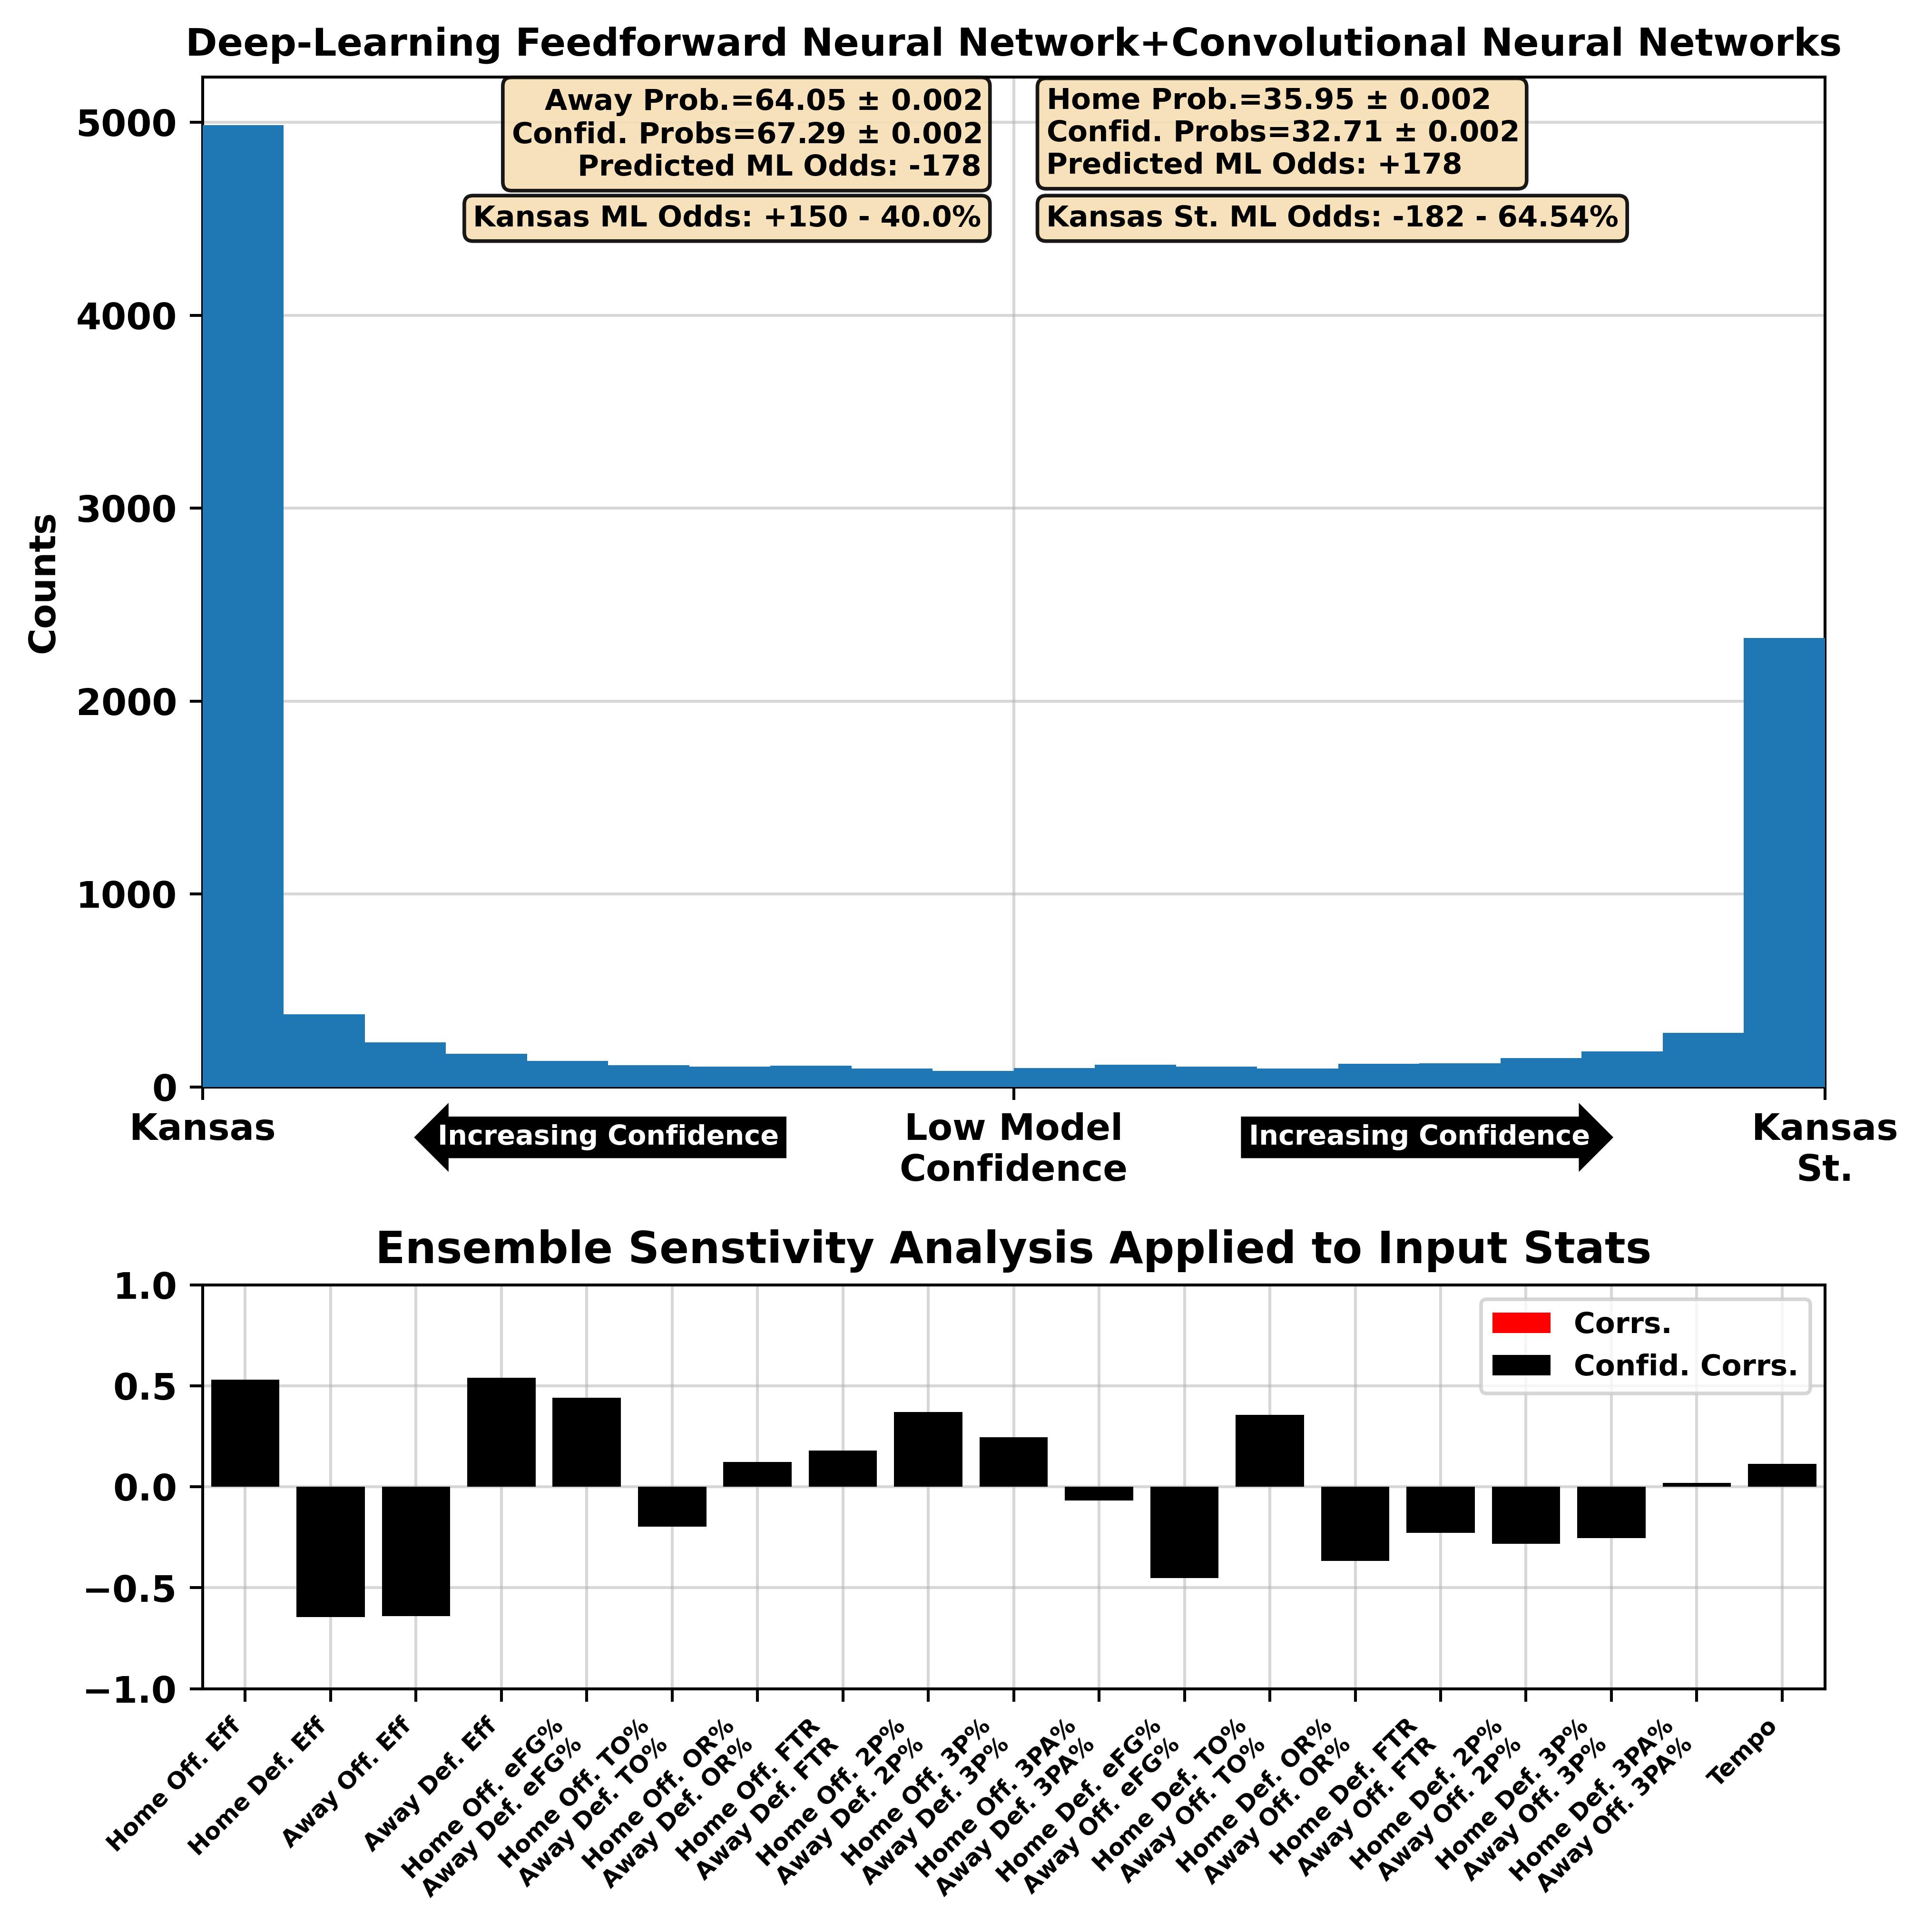 Deep-Learning Feedforward Neural Network+Convolutional Neural Networks
Away Prob.=64.05 ± 0.002
Confid. Probs=67.29 ± 0.002
Predicted ML Odds: -178
Kansas ML Odds: +150 - 40.0%
Home Prob.=35.95 ± 0.002
Confid. Probs=32.71 ± 0.002
Predicted ML Odds: +178
Kansas St. ML Odds: -182 - 64.54%
5000
4000
3000
2000
1000
0
Counts
Kansas
Increasing Confidence
Low Model
Confidence
Increasing Confidence
Kansas
St.
Ensemble Senstivity Analysis Applied to Input Stats
1.0
0.5
0.0
−0.5
−1.0
Corrs.
Confid. Corrs.
Home Off. Eff
Home Def. Eff
Away Off. Eff
Away Def. Eff
Home Off. eFG%
Away Def. eFG%
Home Off. TO%
Away Def. TO%
Home Off. OR%
Away Def. OR%
Home Off. FTR
Away Def. FTR
Home Off. 2P%
Away Def. 2P%
Home Off. 3P%
Away Def. 3P%
Home Off. 3PA%
Away Def. 3PA%
Home Def. eFG%
Away Off. eFG%
Home Def. TO%
Away Off. TO%
Home Def. OR%
Away Off. OR%
Home Def. FTR
Away Off. FTR
Home Def. 2P%
Away Off. 2P%
Home Def. 3P%
Away Off. 3P%
Home Def. 3PA%
Away Off. 3PA%
Tempo